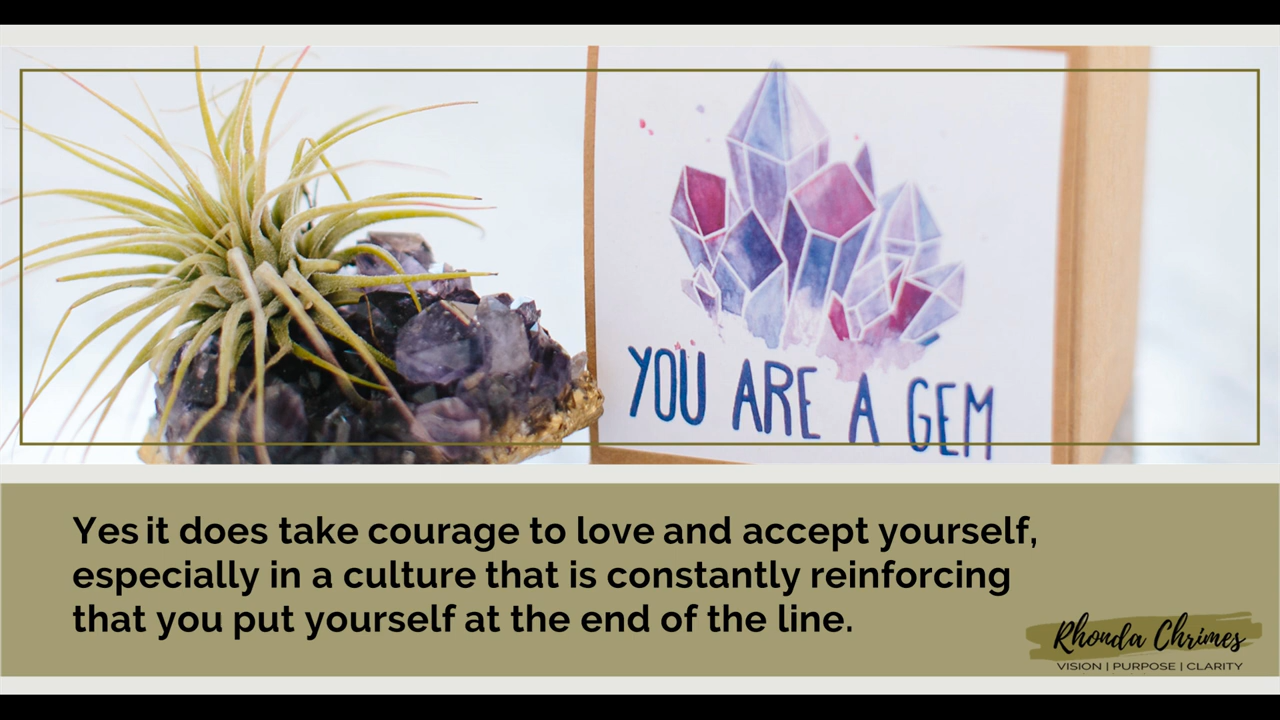 YOU ARE A GEM
Yes it does take courage to love and accept yourself,
especially in a culture that is constantly reinforcing
that you put yourself at the end of the line.
Rhonda Chrimes
VISION | PURPOSE | CLARITY